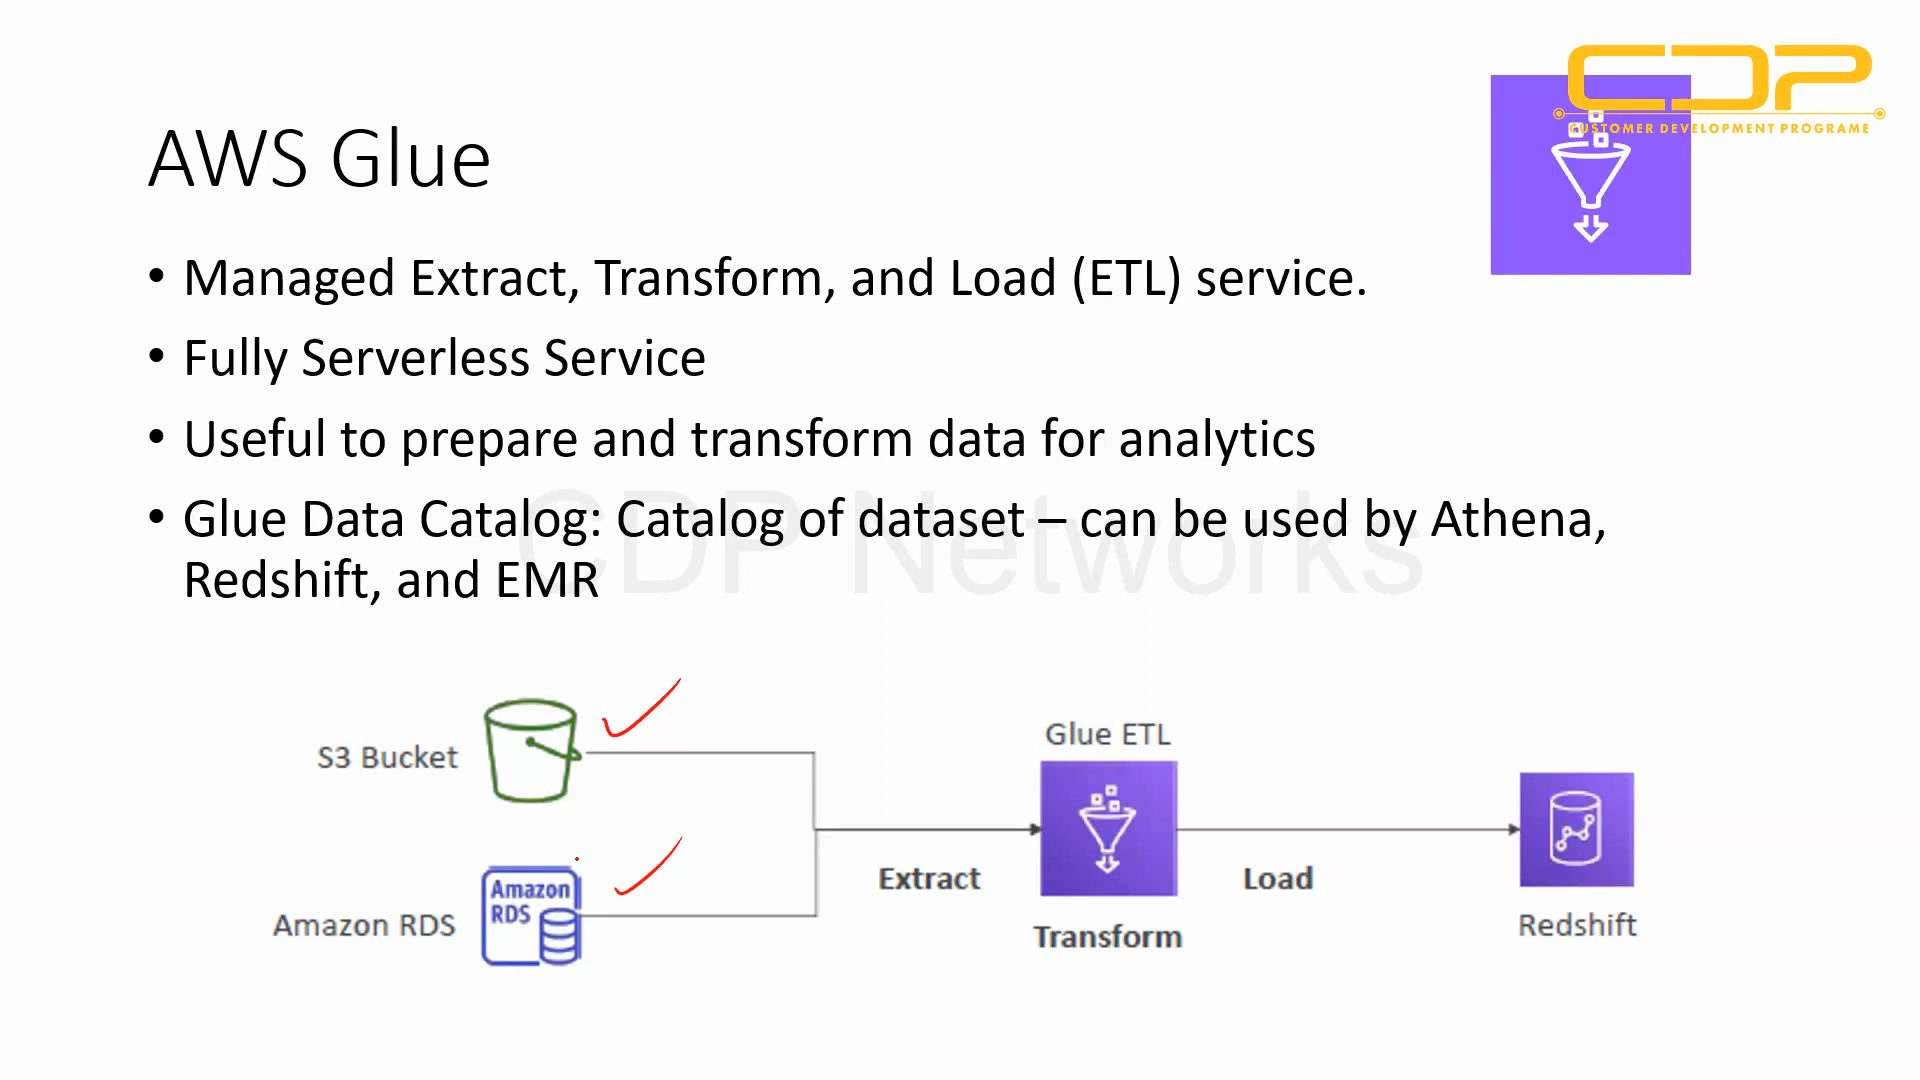 CDP
CUSTOMER DEVELOPMENT PROGRAME
AWS Glue
• Managed Extract, Transform, and Load (ETL) service.
• Fully Serverless Service
• Useful to prepare and transform data for analytics
• Glue Data Catalog: Catalog of dataset – can be used by Athena,
Redshift, and EMR
CDP Networks
S3 Bucket
Glue ETL
Amazon RDS
Amazon
RDS
Extract
Transform
Load
Redshift